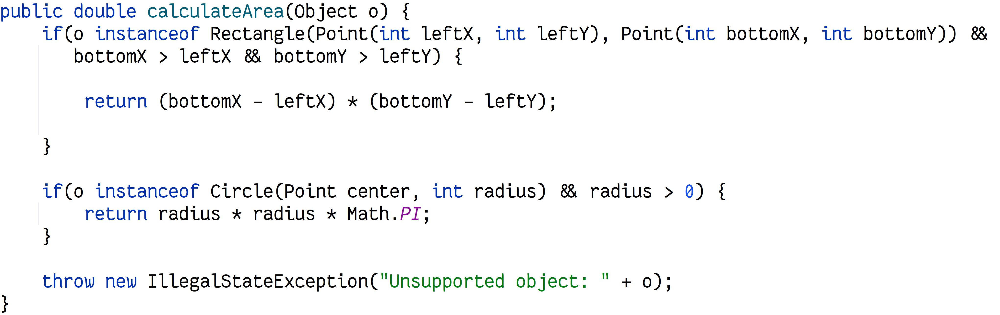 public double calculateArea(Object o) {
    if(o instanceof Rectangle(Point(int leftX, int leftY), Point(int bottomX, int bottomY)) &&
       bottomX > leftX && bottomY > leftY) {
        return (bottomX - leftX) * (bottomY - leftY);
    }
    if(o instanceof Circle(Point center, int radius) && radius > 0) {
        return radius * radius * Math.PI;
    }
    throw new IllegalStateException("Unsupported object: " + o);
}